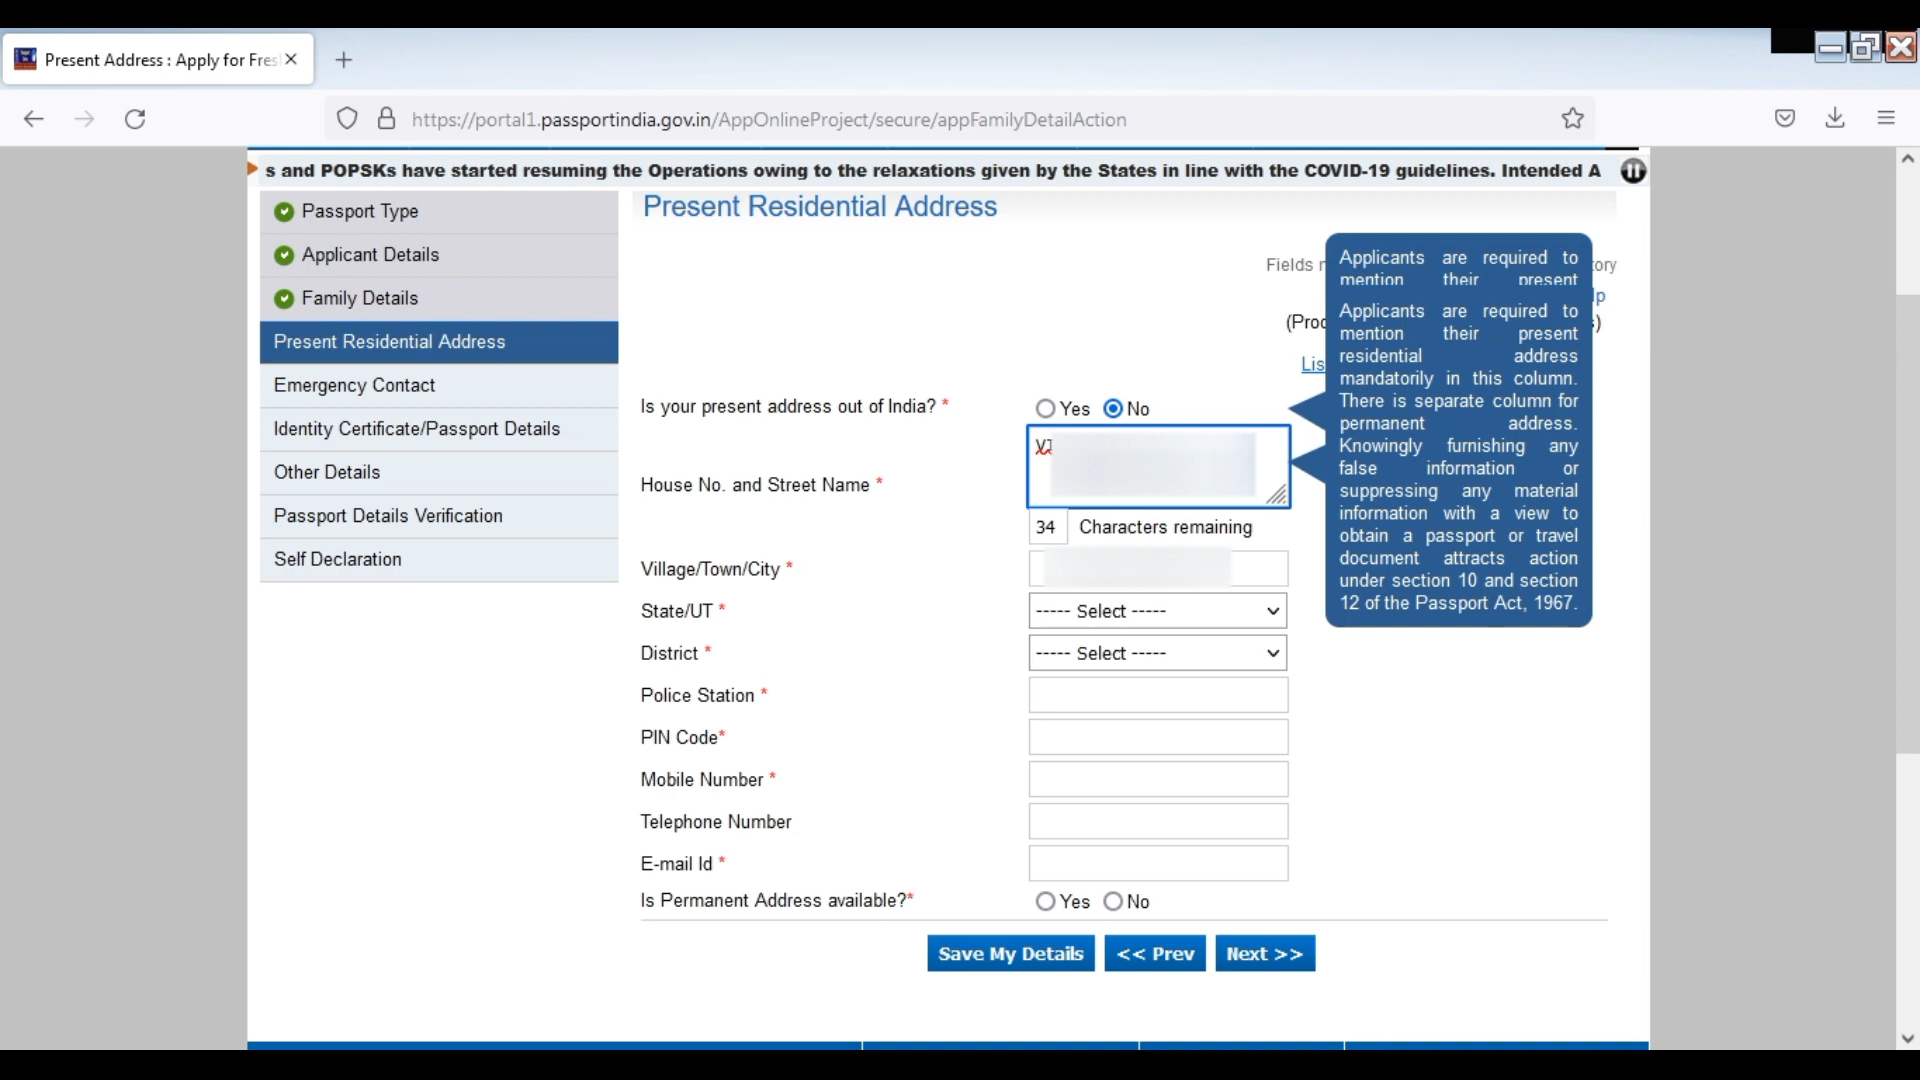 Present Address : Apply for Fres
https://portal1.passportindia.gov.in/AppOnlineProject/secure/appFamilyDetailAction
s and POPSKs have started resuming the Operations owing to the relaxations given by the States in line with the COVID-19 guidelines. Intended A
Passport Type
Applicant Details
Family Details
Present Residential Address
Emergency Contact
Identity Certificate/Passport Details
Other Details
Passport Details Verification
Self Declaration
Present Residential Address
Fields
Applicants are required to
mention their present
Applicants are required to
mention their present
residential address
mandatorily in this column.
There is separate column for
permanent address.
Knowingly furnishing any
false information or
suppressing any material
information with a view to
obtain a passport or travel
document attracts action
under section 10 and section
12 of the Passport Act, 1967.
Is your present address out of India? *
Yes No
House No. and Street Name *
34 Characters remaining
Village/Town/City *
State/UT *
----- Select -----
District *
----- Select -----
Police Station *
PIN Code*
Mobile Number *
Telephone Number
E-mail Id *
Is Permanent Address available?*
Yes No
Save My Details
<< Prev
Next >>